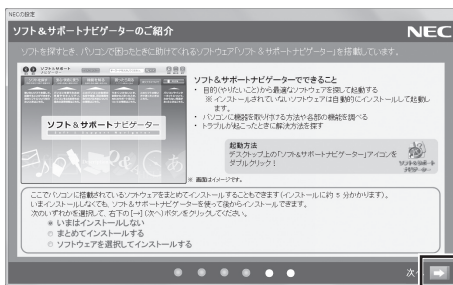 NECの設定
ソフト&サポートナビゲーターのご紹介
NEC
ソフトを探すとき、パソコンで困ったときに助けてくれるソフトウェア「ソフト&サポートナビゲーター」を搭載しています。
ソフト&サポートナビゲーター
ソフト&サポートナビゲーターでできること
・ 目的(やりたいこと)から最適なソフトウェアを探して起動する
※インストールされていないソフトウェアは自動的にインストールして起動し
ます。
・ パソコンに機器を取り付ける方法や各部の機能を調べる
・ トラブルが起こったときに解決方法を探す
起動方法
デスクトップ上の「ソフト&サポートナビゲーター」アイコンを
ダブルクリック!
ソフト&サポート
ナビゲーター
※ 画面はイメージです。
ここでパソコンに搭載されているソフトウェアをまとめてインストールすることもできます(インストールに約 5 分かかります)。
いまインストールしなくても、ソフト&サポートナビゲーターを使って後からインストールできます。
次のいずれかを選択して、右下の[→](次へ)ボタンをクリックしてください。
いまはインストールしない
まとめてインストールする
ソフトウェアを選択してインストールする
次へ